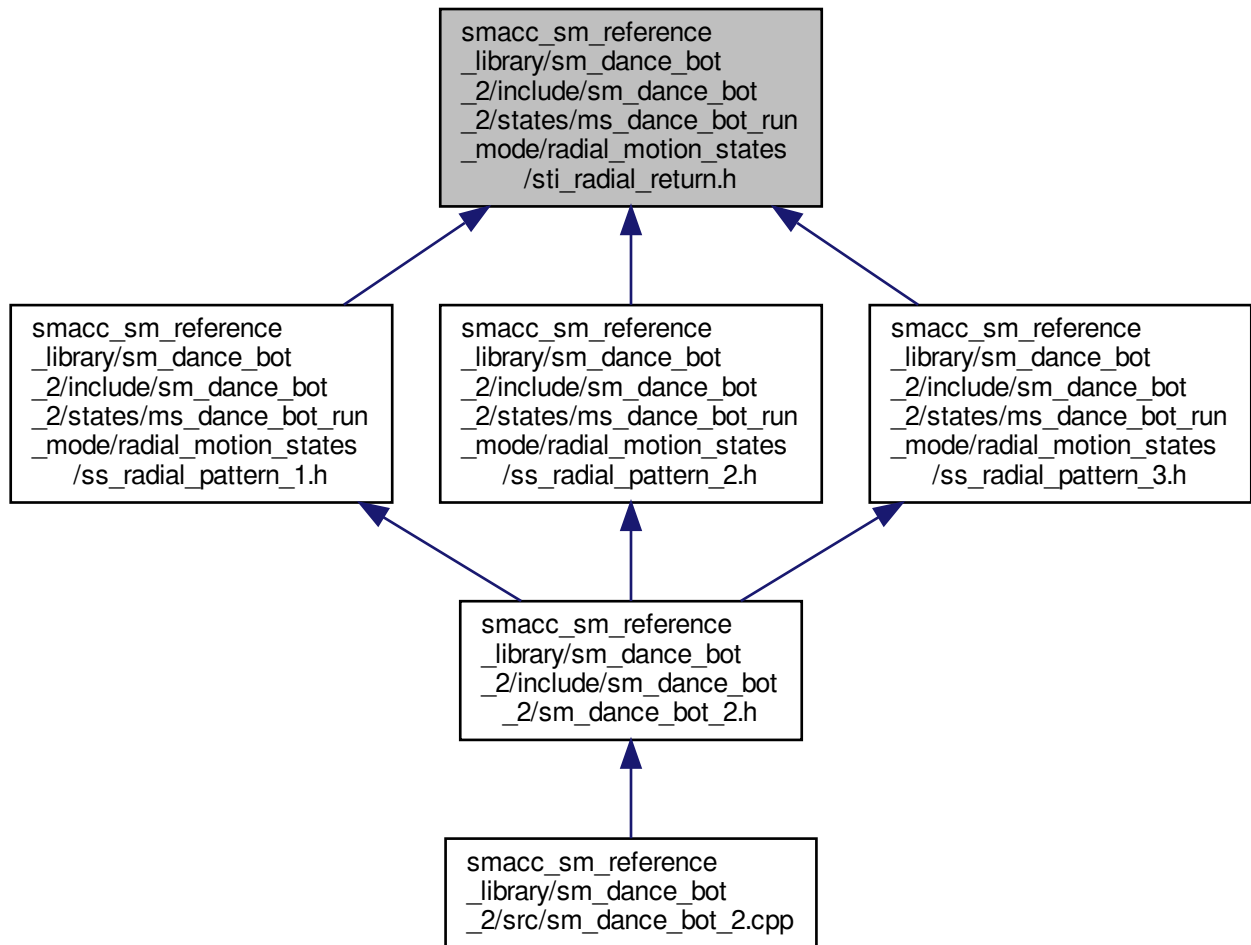 smacc_sm_reference
_library/sm_dance_bot
_2/include/sm_dance_bot
_2/states/ms_dance_bot_run
_mode/radial_motion_states
/sti_radial_return.h
smacc_sm_reference
_library/sm_dance_bot
_2/include/sm_dance_bot
_2/states/ms_dance_bot_run
_mode/radial_motion_states
/ss_radial_pattern_1.h
smacc_sm_reference
_library/sm_dance_bot
_2/include/sm_dance_bot
_2/states/ms_dance_bot_run
_mode/radial_motion_states
/ss_radial_pattern_2.h
smacc_sm_reference
_library/sm_dance_bot
_2/include/sm_dance_bot
_2/states/ms_dance_bot_run
_mode/radial_motion_states
/ss_radial_pattern_3.h
smacc_sm_reference
_library/sm_dance_bot
_2/include/sm_dance_bot
_2/sm_dance_bot_2.h
smacc_sm_reference
_library/sm_dance_bot
_2/src/sm_dance_bot_2.cpp